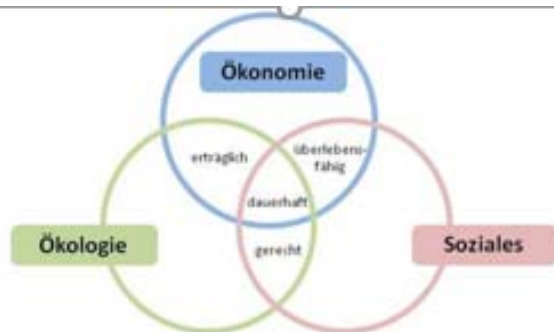 Ökonomie
erträglich
überlebens-
fähig
dauerhaft
Ökologie
gerecht
Soziales